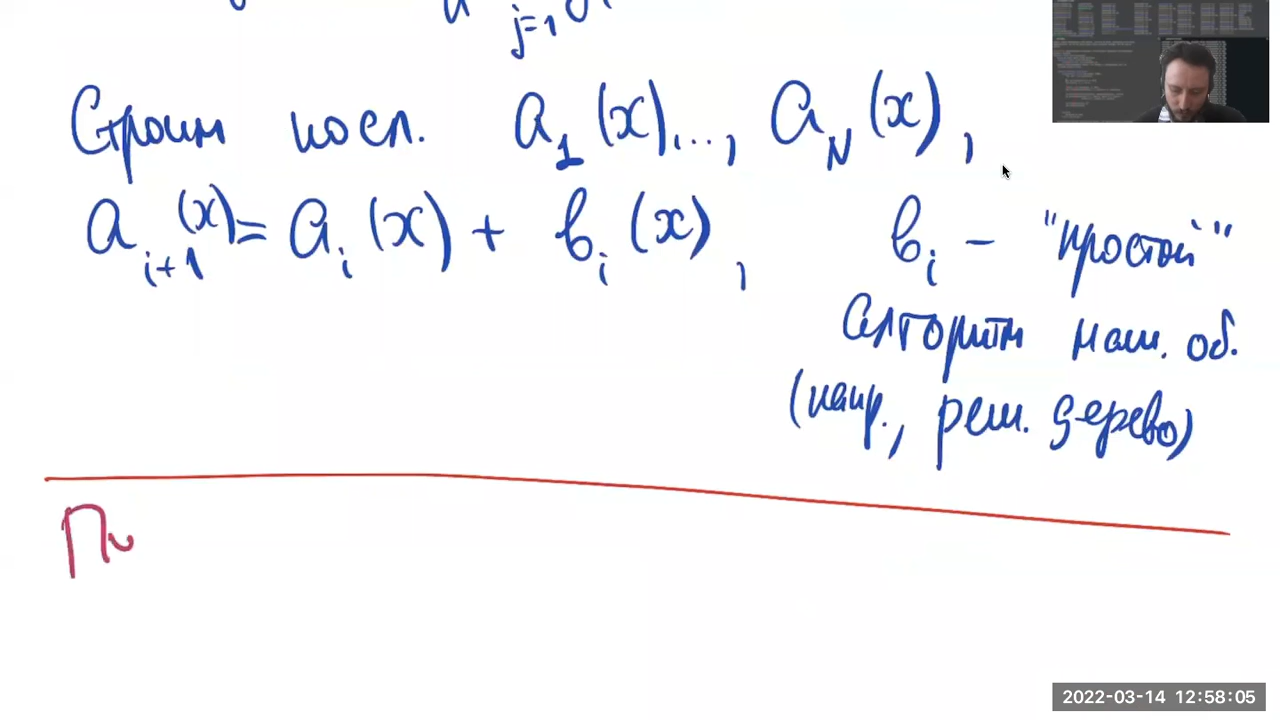 j=1
Строим посл. a_1(x),..., a_N(x),
a_{i+1}(x) = a_i(x) + b_i(x), b_i – "простой"
алгоритм маш. об.
(напр., реш. дерево)
2022-03-14 12:58:05